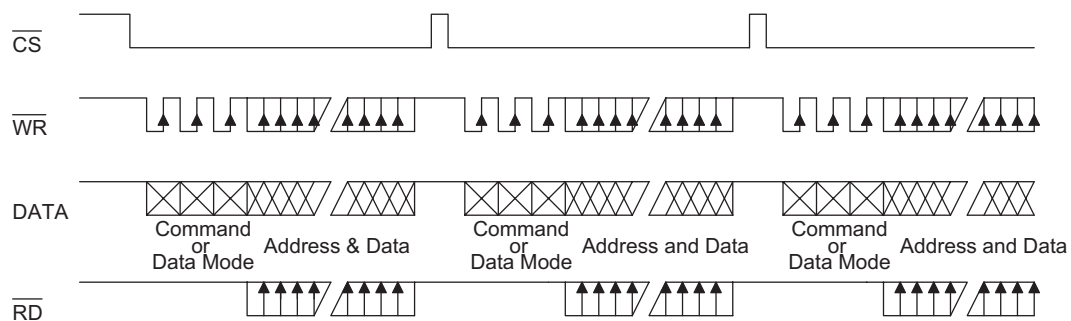 CS
WR
DATA
Command
or
Data Mode
Address & Data
Command
or
Data Mode
Address and Data
Command
or
Data Mode
Address and Data
RD